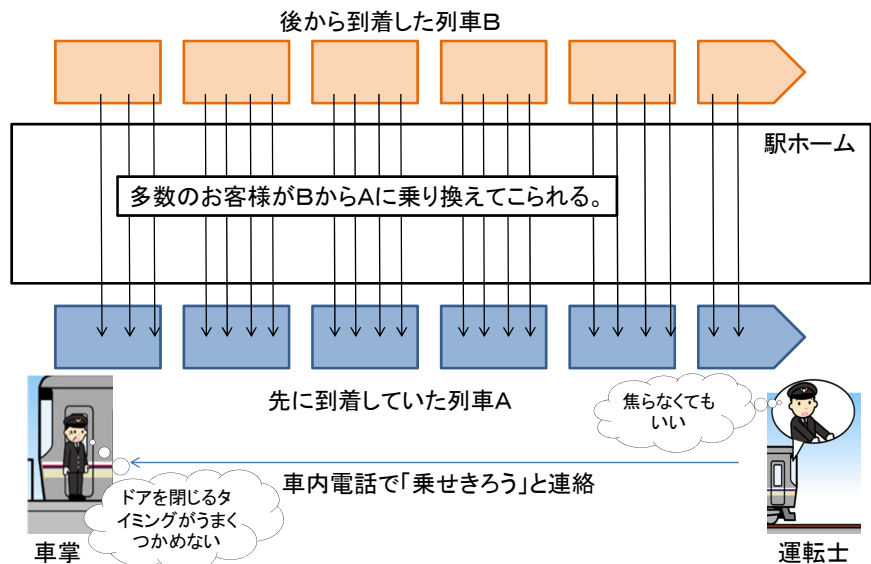 後から到着した列車B
駅ホーム
多数のお客様がBからAに乗り換えてこられる。
先に到着していた列車A
焦らなくても
いい
車内電話で「乗せきろう」と連絡
ドアを閉じるタ
イミングがうまく
つかめない
車掌
運転士